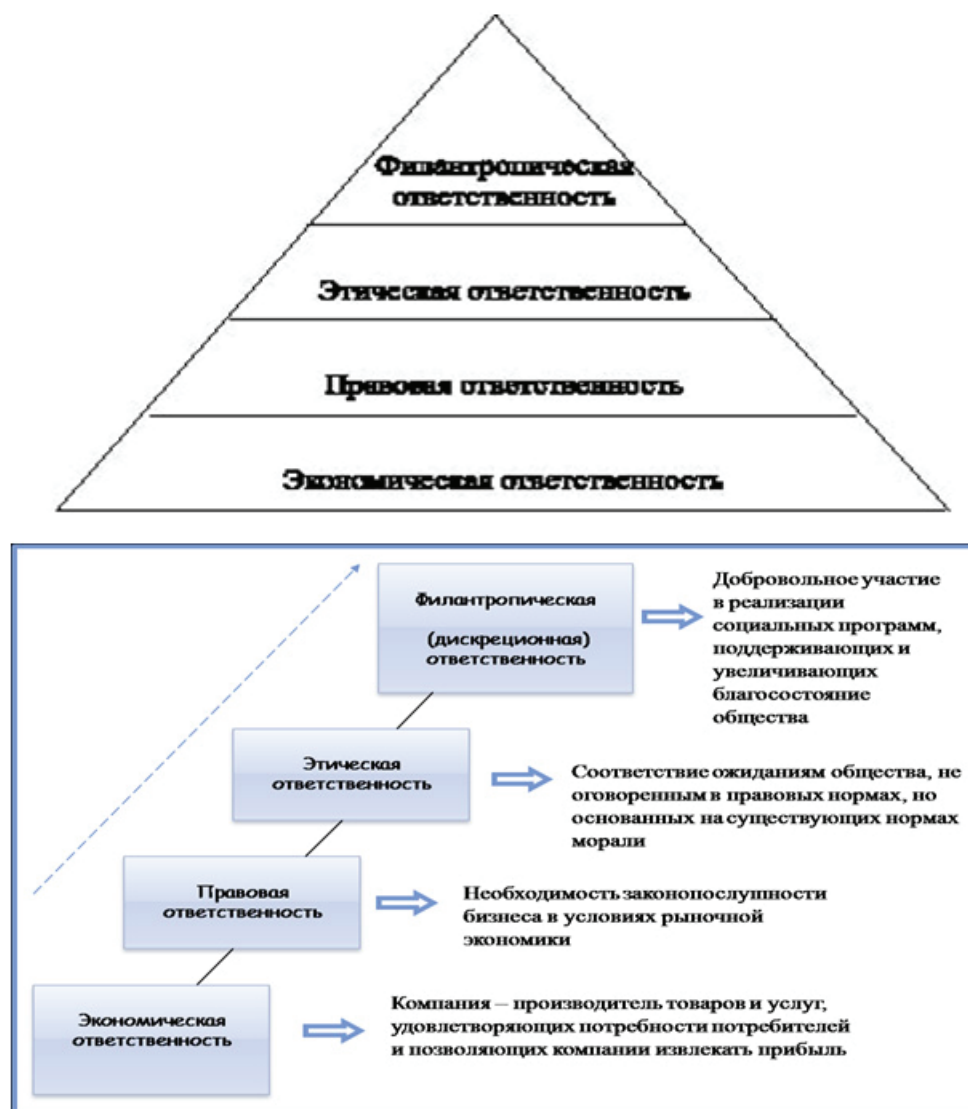 Филантропическая
ответственность
Этическая ответственность
Правовая ответственность
Экономическая ответственность
Филантропическая
(дискреционная)
ответственность
Добровольное участие
в реализации
социальных программ,
поддерживающих и
увеличивающих
благосостояние
общества
Этическая
ответственность
Соответствие ожиданиям общества, не
оговоренным в правовых нормах, но
основанных на существующих нормах
морали
Правовая
ответственность
Необходимость законопослушности
бизнеса в условиях рыночной
экономики
Экономическая
ответственность
Компания – производитель товаров и услуг,
удовлетворяющих потребности потребителей
и позволяющих компании извлекать прибыль